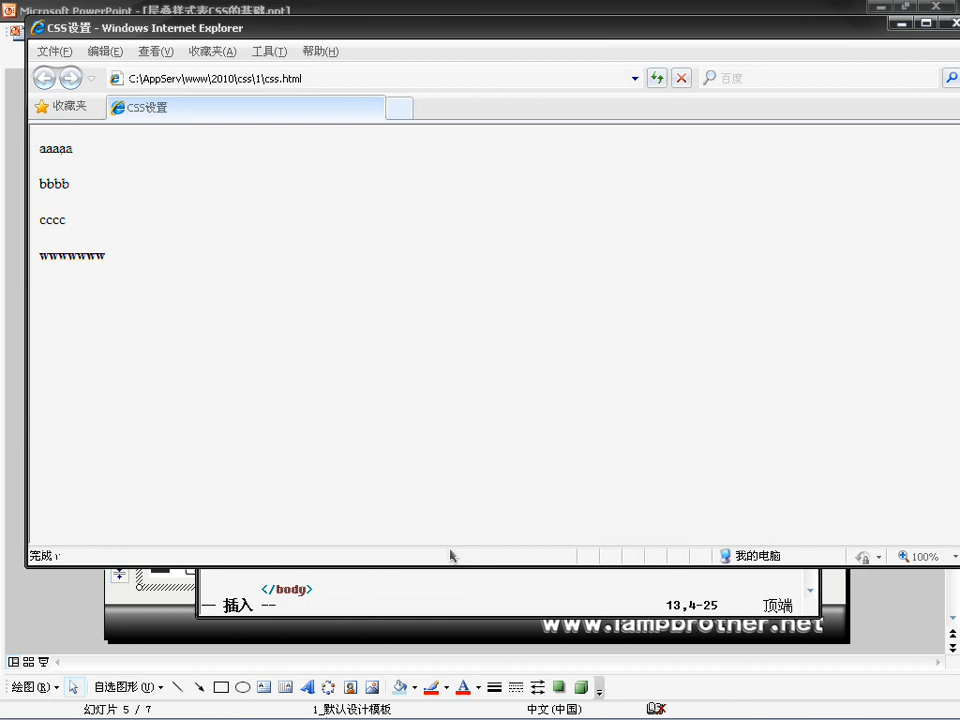 Microsoft PowerPoint - [层叠样式表CSS的基础.ppt]
CSS设置 - Windows Internet Explorer
文件(F) 编辑(E) 查看(V) 收藏夹(A) 工具(T) 帮助(H)
C:\AppServ\www\2010\css\1\css.html 百度
收藏夹 CSS设置
aaaaa
bbbb
cccc
wwwwwww
完成 我的电脑 100%
</body>
-- 插入 -- 13,4-25 顶端
www.lampbrother.net
绘图(R) 自选图形(U)
幻灯片 5 / 7 1_默认设计模板 中文(中国)